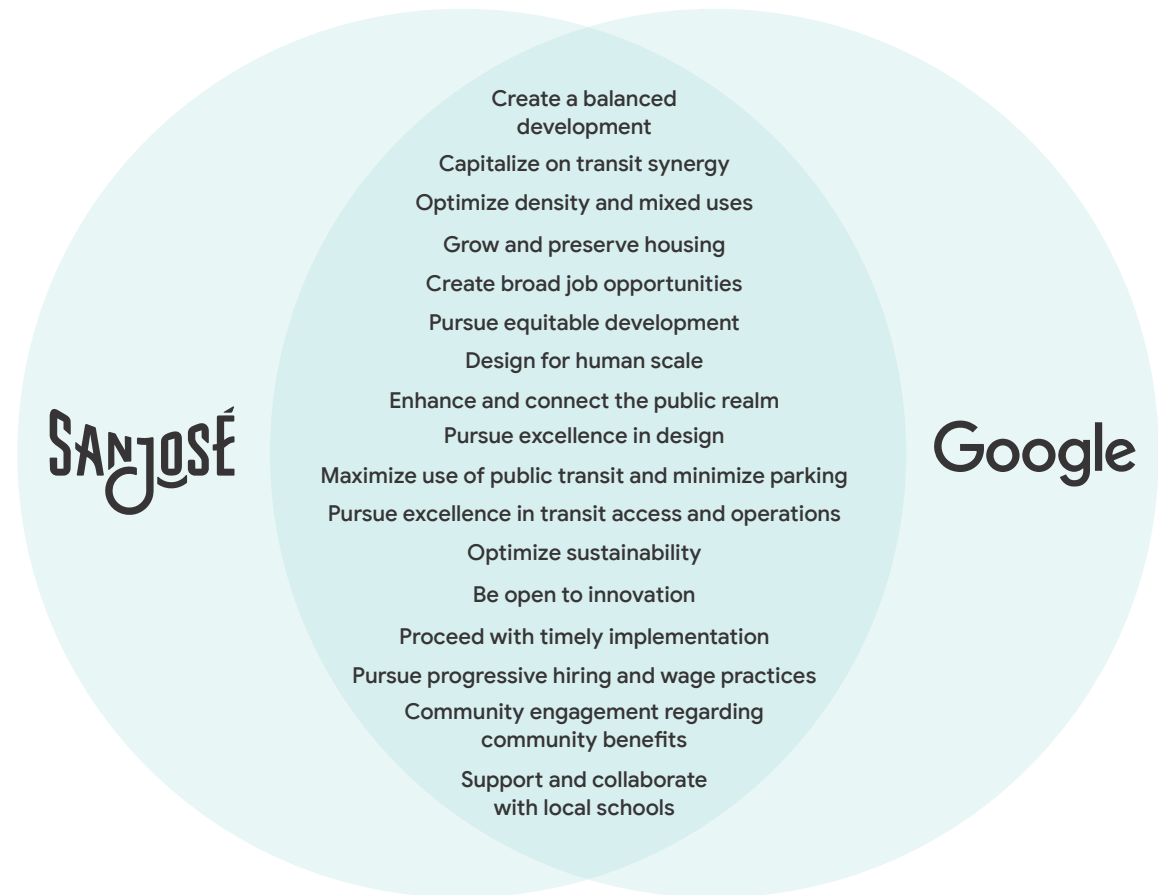 Create a balanced
development
Capitalize on transit synergy
Optimize density and mixed uses
Grow and preserve housing
Create broad job opportunities
Pursue equitable development
Design for human scale
Enhance and connect the public realm
Pursue excellence in design
Maximize use of public transit and minimize parking
Pursue excellence in transit access and operations
Optimize sustainability
Be open to innovation
Proceed with timely implementation
Pursue progressive hiring and wage practices
Community engagement regarding
community benefits
Support and collaborate
with local schools
SAN JOSÉ
Google